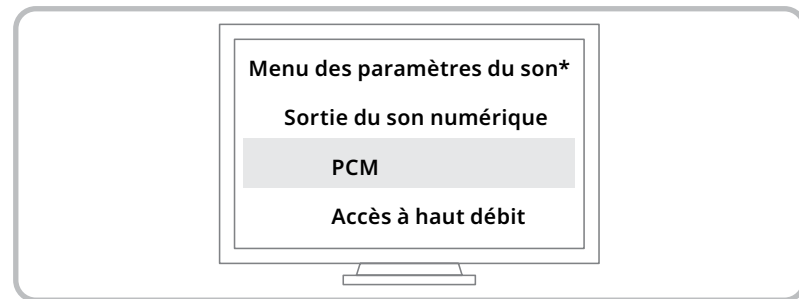 Menu des paramètres du son*
Sortie du son numérique
PCM
Accès à haut débit